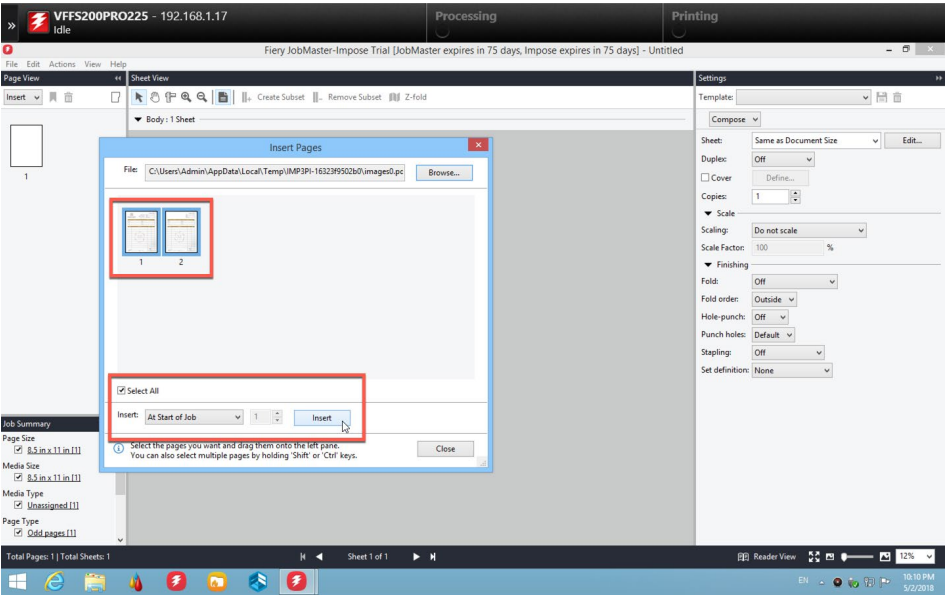 VFFS200PRO225 - 192.168.1.17
Idle
Processing
Printing
Fiery JobMaster-Impose Trial [JobMaster expires in 75 days, Impose expires in 75 days] - Untitled
File Edit Actions View Help
Page View
Sheet View
Settings
Insert
Create Subset
Remove Subset
Z-fold
Template:
Body : 1 Sheet
Compose
1
Insert Pages
File: C:\Users\Admin\AppData\Local\Temp\IMP3PI-16323f9502b0\images0.pc Browse...
1 2
Select All
Insert: At Start of Job 1 Insert
Select the pages you want and drag them onto the left pane.
You can also select multiple pages by holding 'Shift' or 'Ctrl' keys.
Close
Sheet: Same as Document Size Edit...
Duplex: Off
Cover Define...
Copies: 1
Scale
Scaling: Do not scale
Scale Factor: 100 %
Finishing
Fold: Off
Fold order: Outside
Hole-punch: Off
Punch holes: Default
Stapling: Off
Set definition: None
Job Summary
Page Size
8.5 in x 11 in [1]
Media Size
8.5 in x 11 in [1]
Media Type
Unassigned [1]
Page Type
Odd pages [1]
Total Pages: 1 | Total Sheets: 1
Sheet 1 of 1
Reader View
12%
EN
10:10 PM
5/2/2018